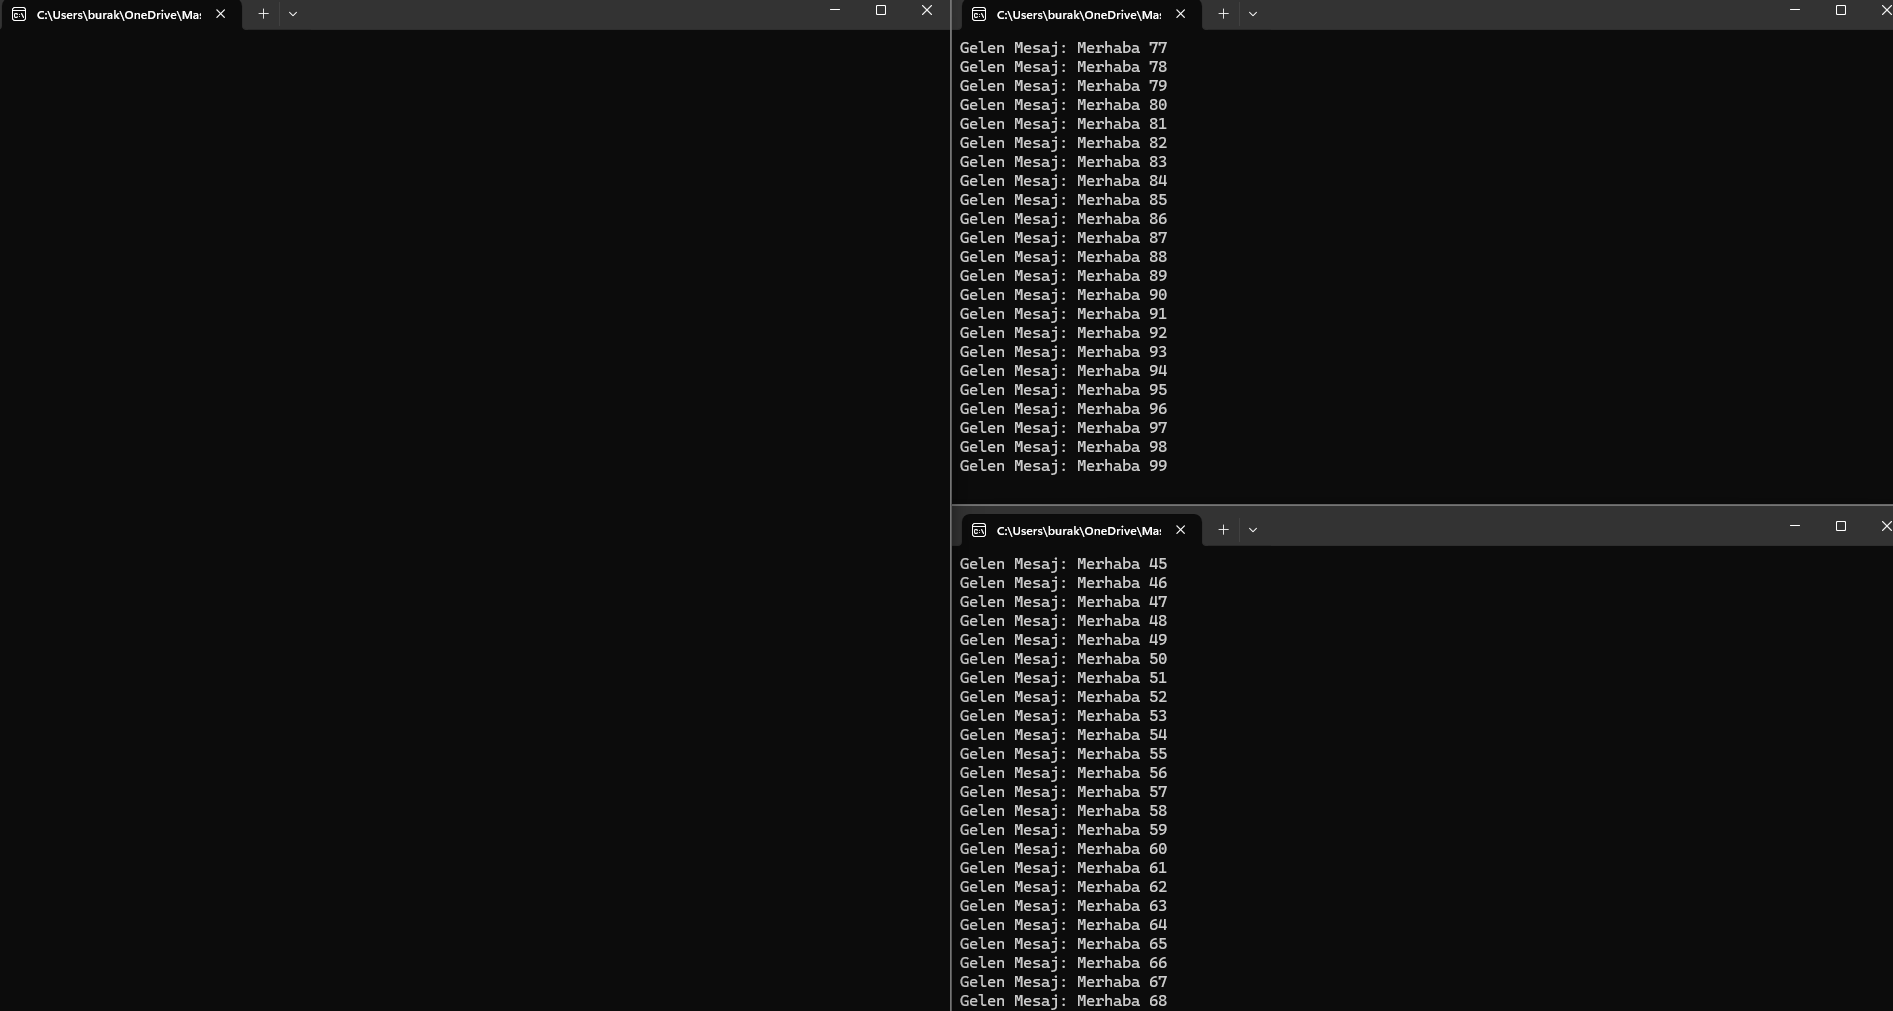 C:\Users\burak\OneDrive\Mas
C:\Users\burak\OneDrive\Mas
Gelen Mesaj: Merhaba 77
Gelen Mesaj: Merhaba 78
Gelen Mesaj: Merhaba 79
Gelen Mesaj: Merhaba 80
Gelen Mesaj: Merhaba 81
Gelen Mesaj: Merhaba 82
Gelen Mesaj: Merhaba 83
Gelen Mesaj: Merhaba 84
Gelen Mesaj: Merhaba 85
Gelen Mesaj: Merhaba 86
Gelen Mesaj: Merhaba 87
Gelen Mesaj: Merhaba 88
Gelen Mesaj: Merhaba 89
Gelen Mesaj: Merhaba 90
Gelen Mesaj: Merhaba 91
Gelen Mesaj: Merhaba 92
Gelen Mesaj: Merhaba 93
Gelen Mesaj: Merhaba 94
Gelen Mesaj: Merhaba 95
Gelen Mesaj: Merhaba 96
Gelen Mesaj: Merhaba 97
Gelen Mesaj: Merhaba 98
Gelen Mesaj: Merhaba 99
C:\Users\burak\OneDrive\Mas
Gelen Mesaj: Merhaba 45
Gelen Mesaj: Merhaba 46
Gelen Mesaj: Merhaba 47
Gelen Mesaj: Merhaba 48
Gelen Mesaj: Merhaba 49
Gelen Mesaj: Merhaba 50
Gelen Mesaj: Merhaba 51
Gelen Mesaj: Merhaba 52
Gelen Mesaj: Merhaba 53
Gelen Mesaj: Merhaba 54
Gelen Mesaj: Merhaba 55
Gelen Mesaj: Merhaba 56
Gelen Mesaj: Merhaba 57
Gelen Mesaj: Merhaba 58
Gelen Mesaj: Merhaba 59
Gelen Mesaj: Merhaba 60
Gelen Mesaj: Merhaba 61
Gelen Mesaj: Merhaba 62
Gelen Mesaj: Merhaba 63
Gelen Mesaj: Merhaba 64
Gelen Mesaj: Merhaba 65
Gelen Mesaj: Merhaba 66
Gelen Mesaj: Merhaba 67
Gelen Mesaj: Merhaba 68